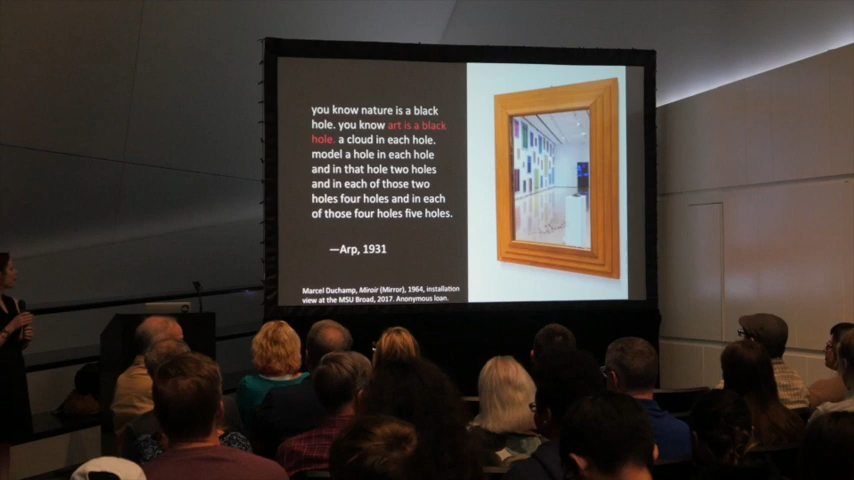 you know nature is a black
hole. you know art is a black
hole. a cloud in each hole.
model a hole in each hole
and in that hole two holes
and in each of those two
holes four holes and in each
of those four holes five holes.
—Arp, 1931
Marcel Duchamp, Miroir (Mirror), 1964, installation
view at the MSU Broad, 2017. Anonymous loan.